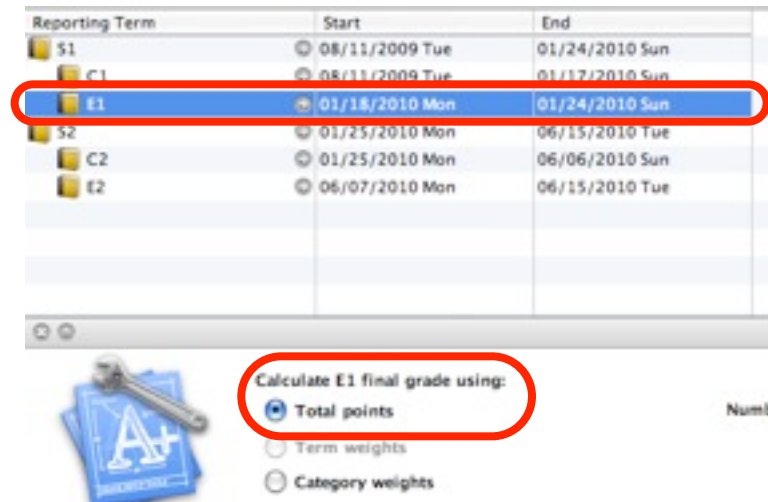 Reporting Term Start End
S1 08/11/2009 Tue 01/24/2010 Sun
C1 08/11/2009 Tue 01/17/2010 Sun
E1 01/18/2010 Mon 01/24/2010 Sun
S2 01/25/2010 Mon 06/15/2010 Tue
C2 01/25/2010 Mon 06/06/2010 Sun
E2 06/07/2010 Mon 06/15/2010 Tue
Calculate E1 final grade using:
Total points Numb
Term weights
Category weights
A+